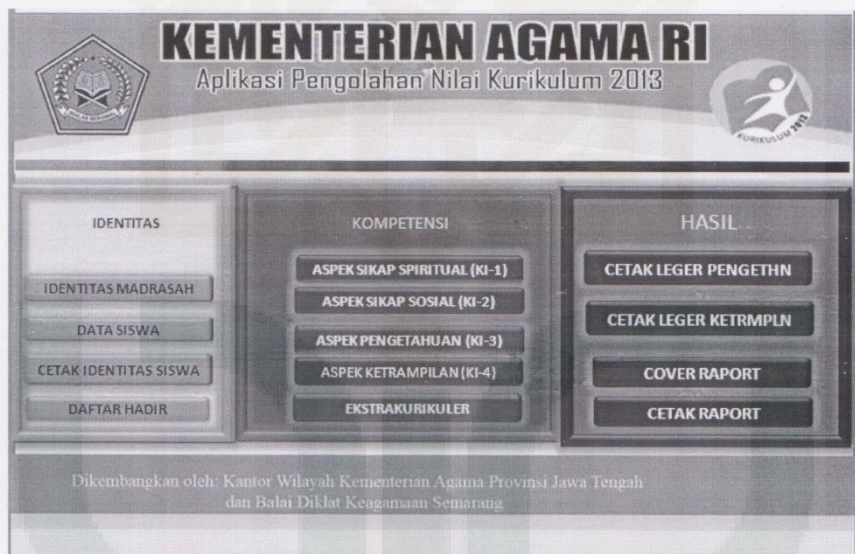 KEMENTERIAN AGAMA RI
Aplikasi Pengolahan Nilai Kurikulum 2013
IKHLAS BERAMAL
KURIKULUM 2013
IDENTITAS
IDENTITAS MADRASAH
DATA SISWA
CETAK IDENTITAS SISWA
DAFTAR HADIR
KOMPETENSI
ASPEK SIKAP SPIRITUAL (KI-1)
ASPEK SIKAP SOSIAL (KI-2)
ASPEK PENGETAHUAN (KI-3)
ASPEK KETRAMPILAN (KI-4)
EKSTRAKURIKULER
HASIL
CETAK LEGER PENGETHN
CETAK LEGER KETRMPLN
COVER RAPORT
CETAK RAPORT
Dikembangkan oleh: Kantor Wilayah Kementerian Agama Provinsi Jawa Tengah
dan Balai Diklat Keagamaan Semarang